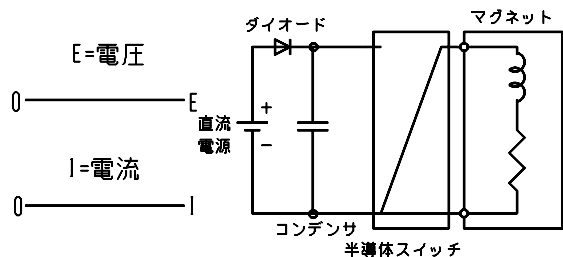 E=電圧
0 E
I=電流
0 I
ダイオード
+
直流
電源
−
コンデンサ
半導体スイッチ
マグネット